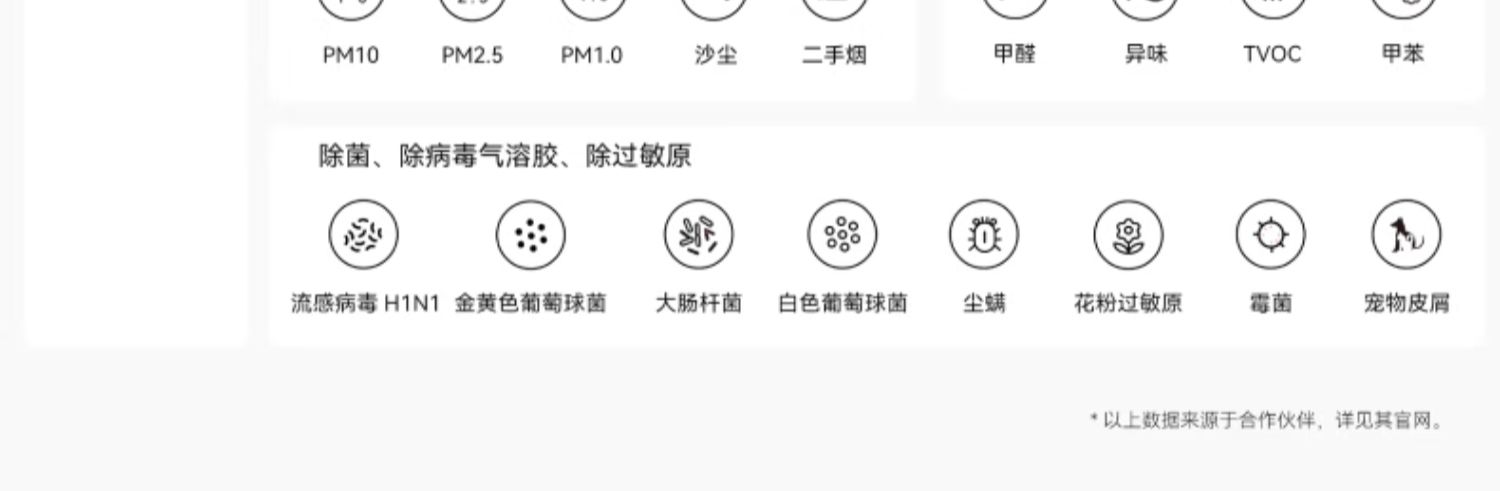 PM10 PM2.5 PM1.0 沙尘 二手烟 甲醛 异味 TVOC 甲苯
除菌、除病毒气溶胶、除过敏原
流感病毒 H1N1 金黄色葡萄球菌 大肠杆菌 白色葡萄球菌 尘螨 花粉过敏原 霉菌 宠物皮屑
* 以上数据来源于合作伙伴，详见其官网。